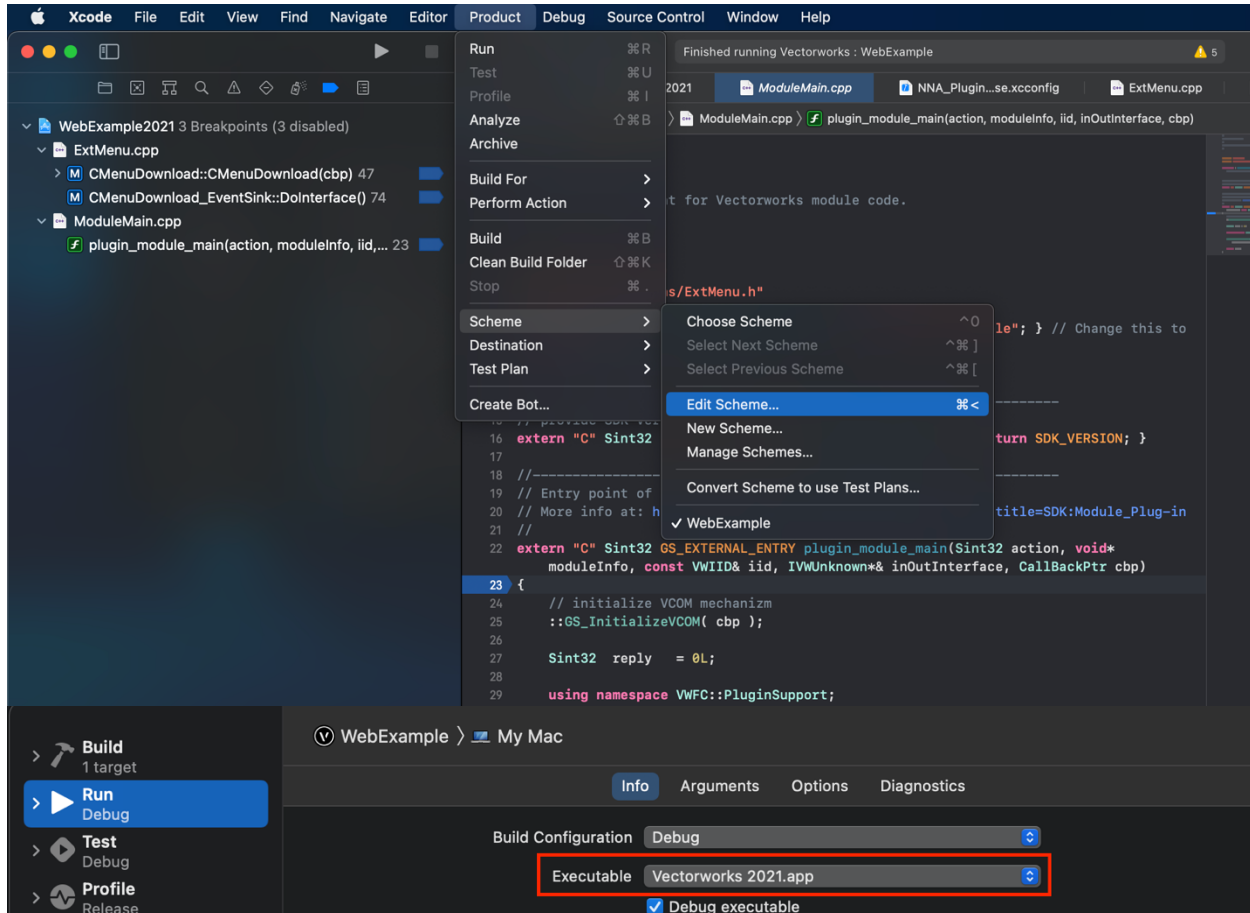 Xcode File Edit View Find Navigate Editor Product Debug Source Control Window Help
Finished running Vectorworks : WebExample 5
2021 ModuleMain.cpp NNA_Plugin...se.xcconfig ExtMenu.cpp
ModuleMain.cpp 〉 plugin_module_main(action, moduleInfo, iid, inOutInterface, cbp)
WebExample2021 3 Breakpoints (3 disabled)
ExtMenu.cpp
M CMenuDownload::CMenuDownload(cbp) 47
M CMenuDownload_EventSink::DoInterface() 74
ModuleMain.cpp
f plugin_module_main(action, moduleInfo, iid,... 23
Run ⌘R
Test ⌘U
Profile ⌘I
Analyze ⇧⌘B
Archive
Build For
Perform Action
Build ⌘B
Clean Build Folder ⇧⌘K
Stop ⌘.
Scheme
Destination
Test Plan
Create Bot...
Choose Scheme ^0
Select Next Scheme ^⌘]
Select Previous Scheme ^⌘[
Edit Scheme... ⌘<
New Scheme...
Manage Schemes...
Convert Scheme to use Test Plans...
✓ WebExample
t for Vectorworks module code.
s/ExtMenu.h"
le"; } // Change this to
15 // provide SDK ver
16 extern "C" Sint32 turn SDK_VERSION; }
17
18 //------------------
19 // Entry point of
20 // More info at: h title=SDK:Module_Plug-in
21 //
22 extern "C" Sint32 GS_EXTERNAL_ENTRY plugin_module_main(Sint32 action, void*
moduleInfo, const VWIID& iid, IVWUnknown*& inOutInterface, CallBackPtr cbp)
23 {
24 // initialize VCOM mechanizm
25 ::GS_InitializeVCOM( cbp );
26
27 Sint32 reply = 0L;
28
29 using namespace VWFC::PluginSupport;
Build
1 target
Run
Debug
Test
Debug
Profile
Release
WebExample 〉 My Mac
Info Arguments Options Diagnostics
Build Configuration Debug
Executable Vectorworks 2021.app
Debug executable